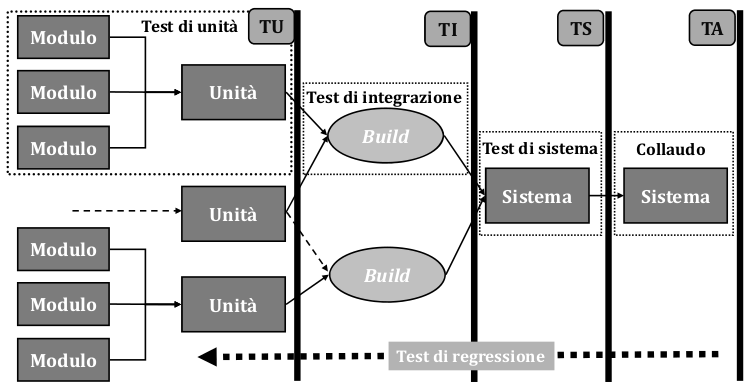 Test di unità
TU
TI
TS
TA
Modulo
Modulo
Modulo
Unità
Test di integrazione
Build
Test di sistema
Sistema
Collaudo
Sistema
Unità
Modulo
Modulo
Modulo
Unità
Build
Test di regressione